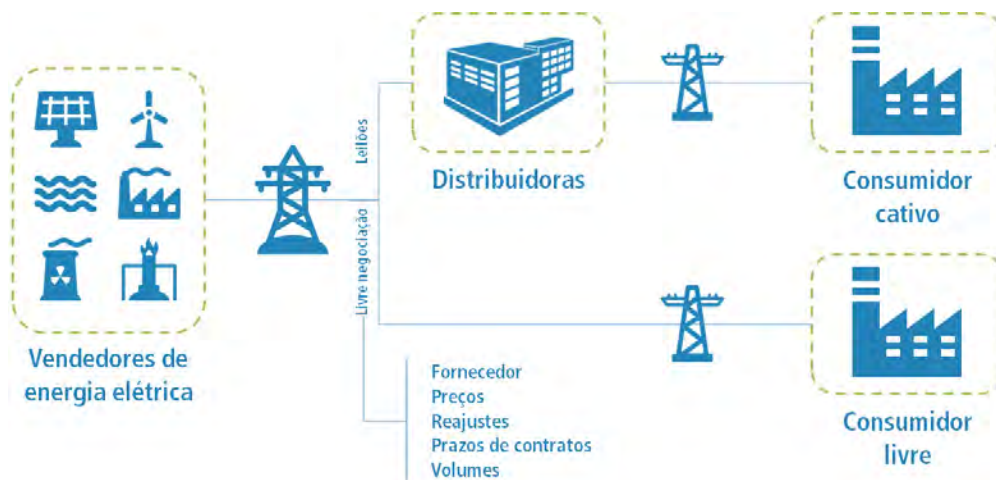 Vendedores de
energia elétrica
Leilões
Livre negociação
Distribuidoras
Consumidor
cativo
Fornecedor
Preços
Reajustes
Prazos de contratos
Volumes
Consumidor
livre